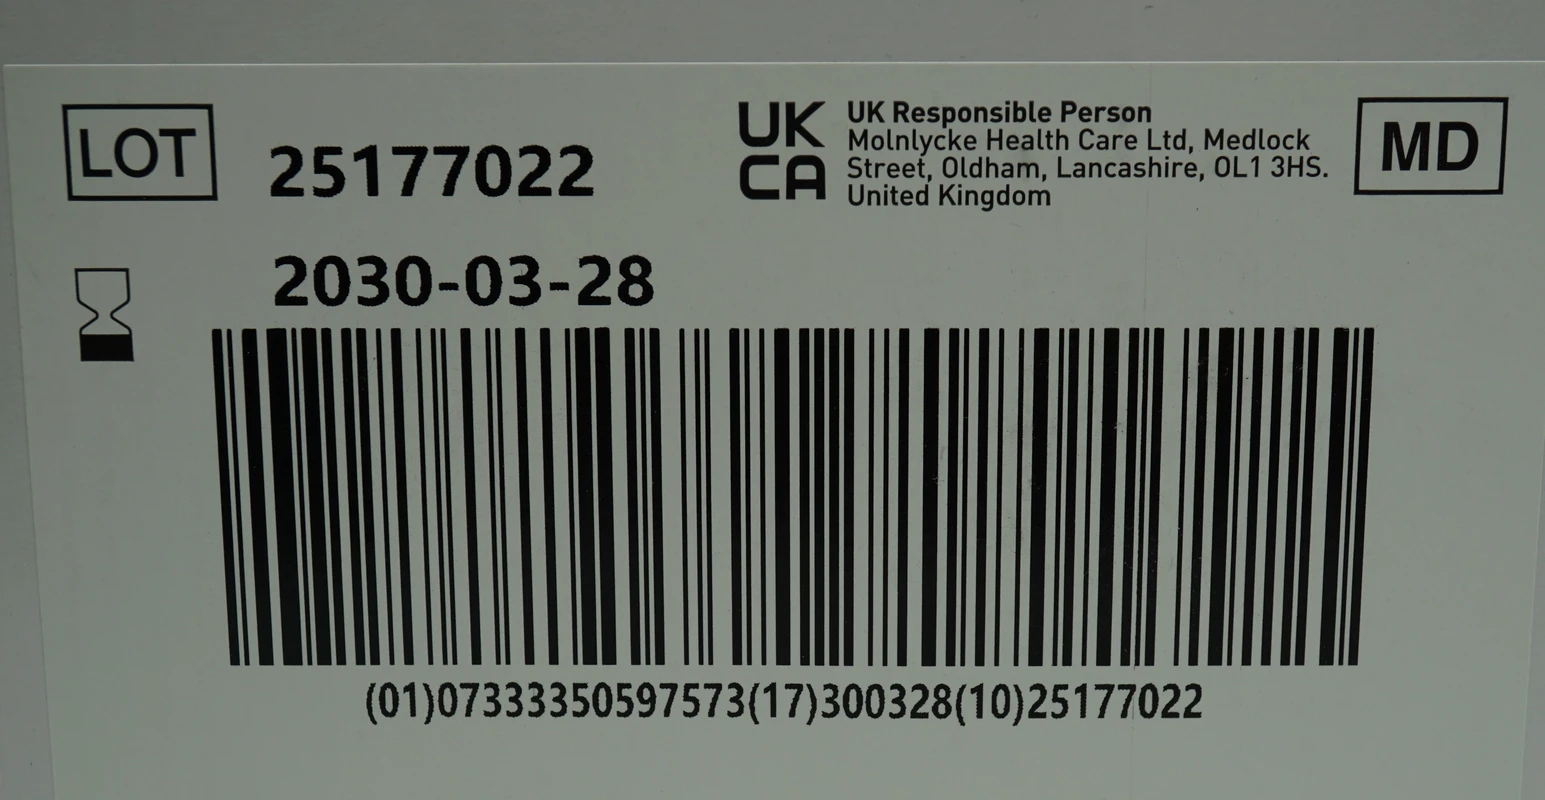 LOT
25177022
UK
CA
UK Responsible Person
Molnlycke Health Care Ltd, Medlock
Street, Oldham, Lancashire, OL1 3HS.
United Kingdom
MD
2030-03-28
(01)07333350597573(17)300328(10)25177022